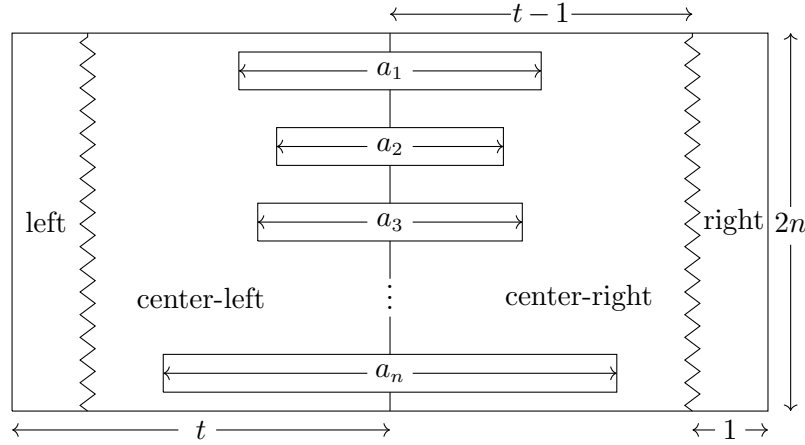 t − 1
a₁
a₂
a₃
left
right
2n
center-left
⋮
center-right
aₙ
t
1